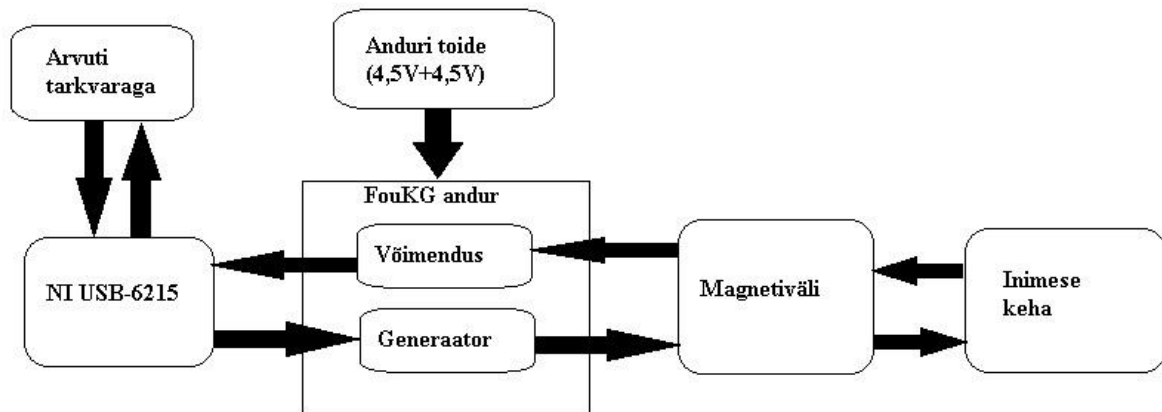 Arvuti
tarkvaraga
Anduri toide
(4,5V+4,5V)
FouKG andur
Võimendus
NI USB-6215
Generaator
Magnetiväli
Inimese
keha